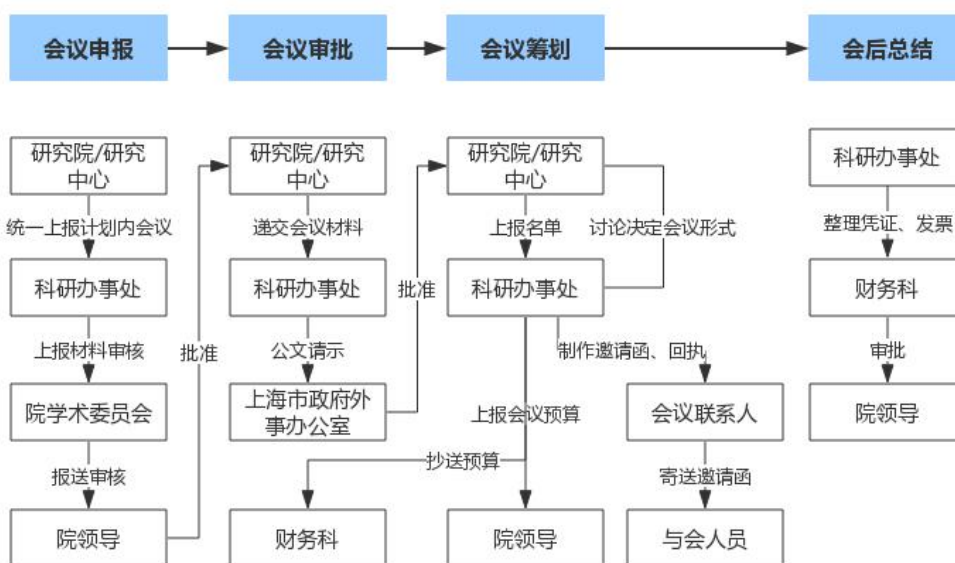 会议申报
会议审批
会议筹划
会后总结
研究院/研究
中心
统一上报计划内会议
科研办事处
上报材料审核
院学术委员会
报送审核
院领导
批准
研究院/研究
中心
递交会议材料
科研办事处
公文请示
上海市政府外
事办公室
批准
研究院/研究
中心
上报名单
讨论决定会议形式
科研办事处
制作邀请函、回执
上报会议预算
抄送预算
财务科
院领导
会议联系人
寄送邀请函
与会人员
科研办事处
整理凭证、发票
财务科
审批
院领导